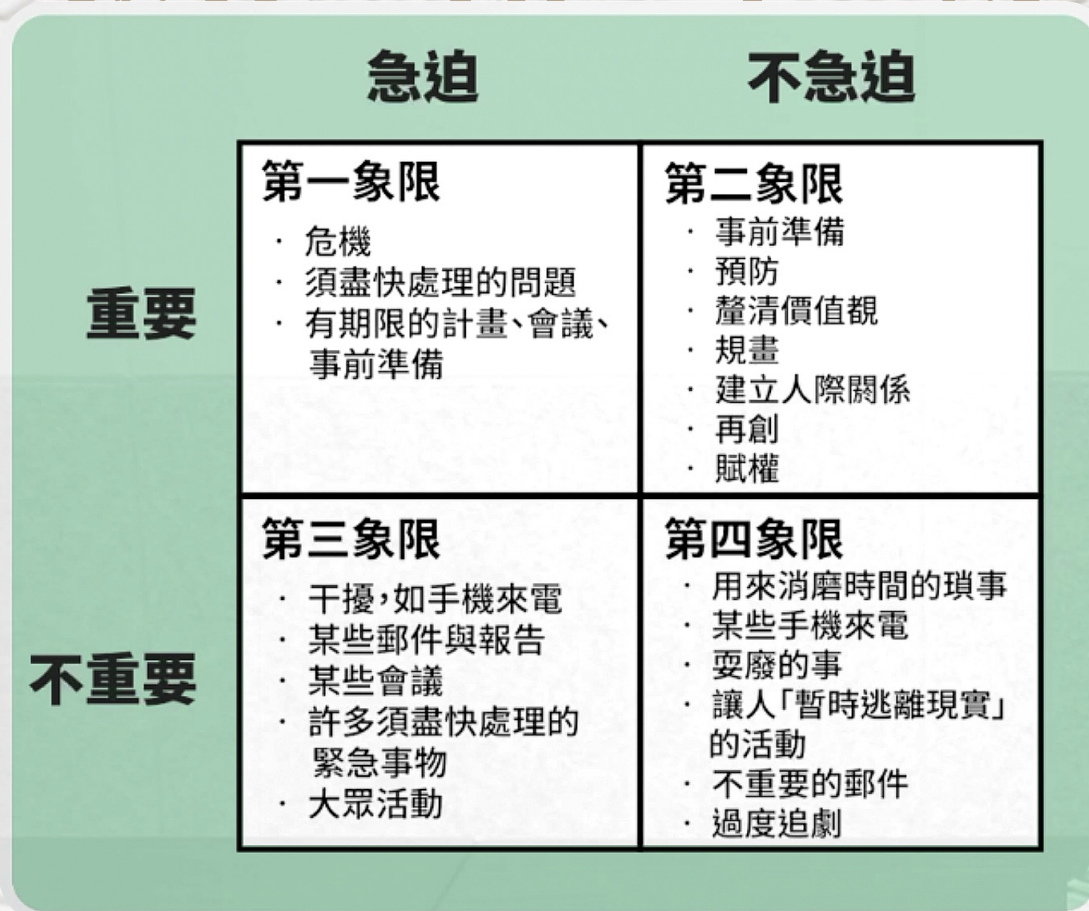 急迫
不急迫
重要
第一象限
· 危機
· 須盡快處理的問題
· 有期限的計畫、會議、
事前準備
第二象限
· 事前準備
· 預防
· 釐清價值觀
· 規畫
· 建立人際關係
· 再創
· 賦權
不重要
第三象限
· 干擾，如手機來電
· 某些郵件與報告
· 某些會議
· 許多須盡快處理的
緊急事物
· 大眾活動
第四象限
· 用來消磨時間的瑣事
· 某些手機來電
· 耍廢的事
· 讓人「暫時逃離現實」
的活動
· 不重要的郵件
· 過度追劇